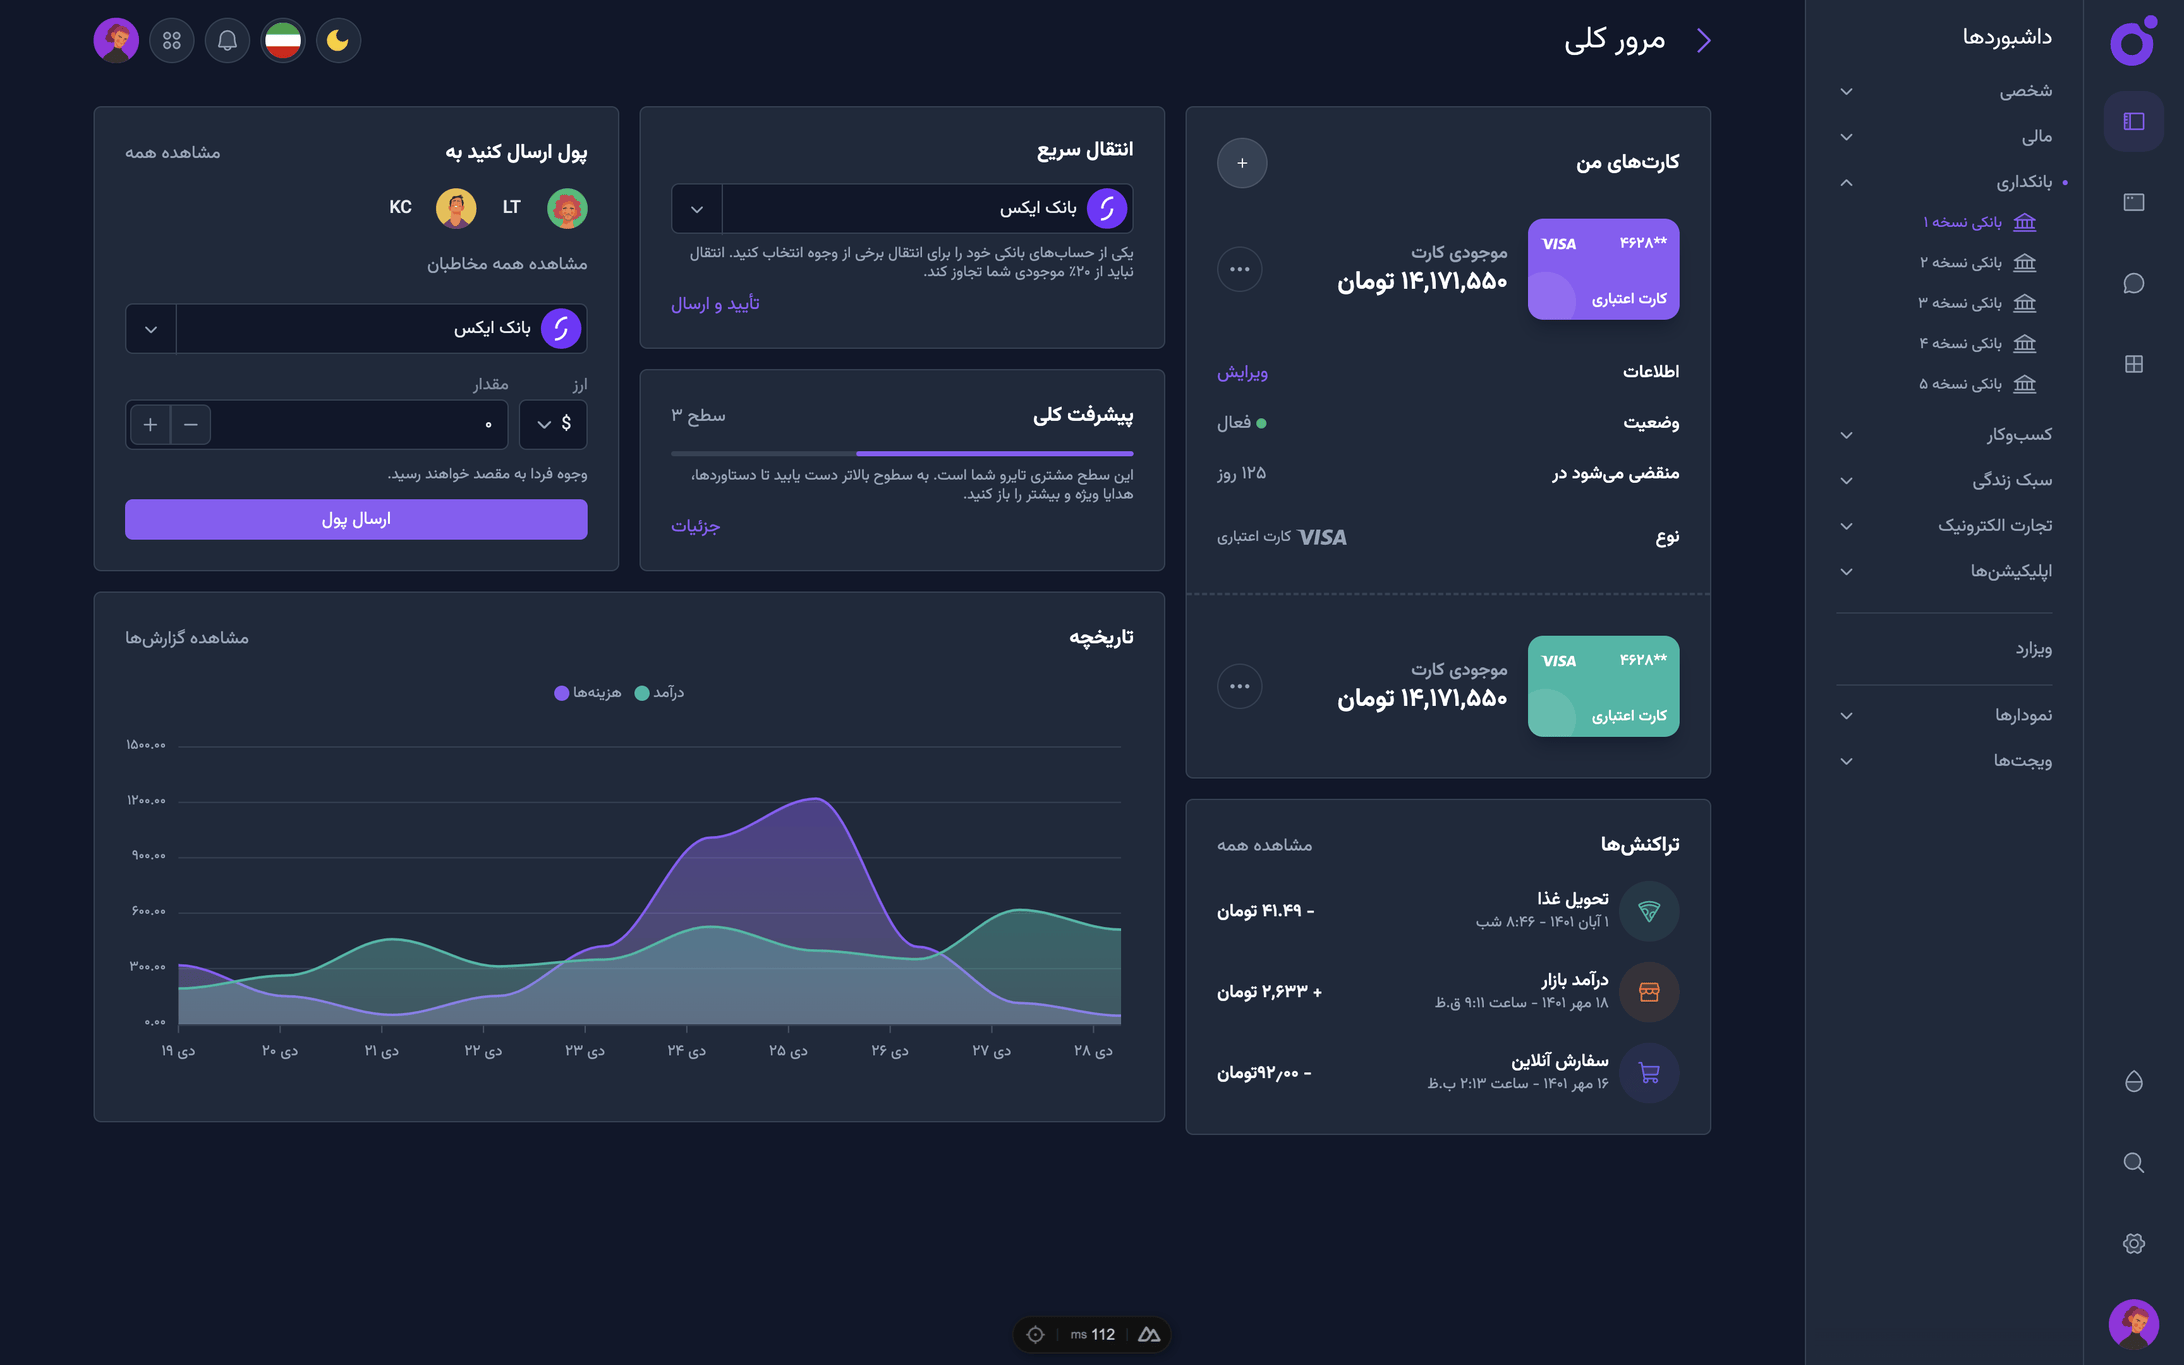 داشبوردها
شخصی
مالی
بانکداری
بانکی نسخه ۱
بانکی نسخه ۲
بانکی نسخه ۳
بانکی نسخه ۴
بانکی نسخه ۵
کسب‌وکار
سبک زندگی
تجارت الکترونیک
اپلیکیشن‌ها
ویزارد
نمودارها
ویجت‌ها
مرور کلی
کارت‌های من
+
۴۶۲۸**
VISA
کارت اعتباری
موجودی کارت
۱۴,۱۷۱,۵۵۰ تومان
اطلاعات
ویرایش
وضعیت
فعال
منقضی می‌شود در
۱۲۵ روز
نوع
VISA کارت اعتباری
۴۶۲۸**
VISA
کارت اعتباری
موجودی کارت
۱۴,۱۷۱,۵۵۰ تومان
تراکنش‌ها
مشاهده همه
تحویل غذا
۱ آبان ۱۴۰۱ - ۸:۴۶ شب
- ۴۱.۴۹ تومان
درآمد بازار
۱۸ مهر ۱۴۰۱ - ساعت ۹:۱۱ ق.ظ
+ ۲,۶۳۳ تومان
سفارش آنلاین
۱۶ مهر ۱۴۰۱ - ساعت ۲:۱۳ ب.ظ
- ۹۲٫۰۰تومان
انتقال سریع
بانک ایکس
یکی از حساب‌های بانکی خود را برای انتقال برخی از وجوه انتخاب کنید. انتقال
نباید از ۲۰٪ موجودی شما تجاوز کند.
تأیید و ارسال
پیشرفت کلی
سطح ۳
این سطح مشتری تایرو شما است. به سطوح بالاتر دست یابید تا دستاوردها،
هدایا ویژه و بیشتر را باز کنید.
جزئیات
پول ارسال کنید به
مشاهده همه
LT
KC
مشاهده همه مخاطبان
بانک ایکس
ارز
مقدار
$
۰
وجوه فردا به مقصد خواهند رسید.
ارسال پول
تاریخچه
مشاهده گزارش‌ها
درآمد
هزینه‌ها
۱۵۰۰.۰۰
۱۲۰۰.۰۰
۹۰۰.۰۰
۶۰۰.۰۰
۳۰۰.۰۰
۰.۰۰
۱۹ دی
۲۰ دی
۲۱ دی
۲۲ دی
۲۳ دی
۲۴ دی
۲۵ دی
۲۶ دی
۲۷ دی
۲۸ دی
112 ms